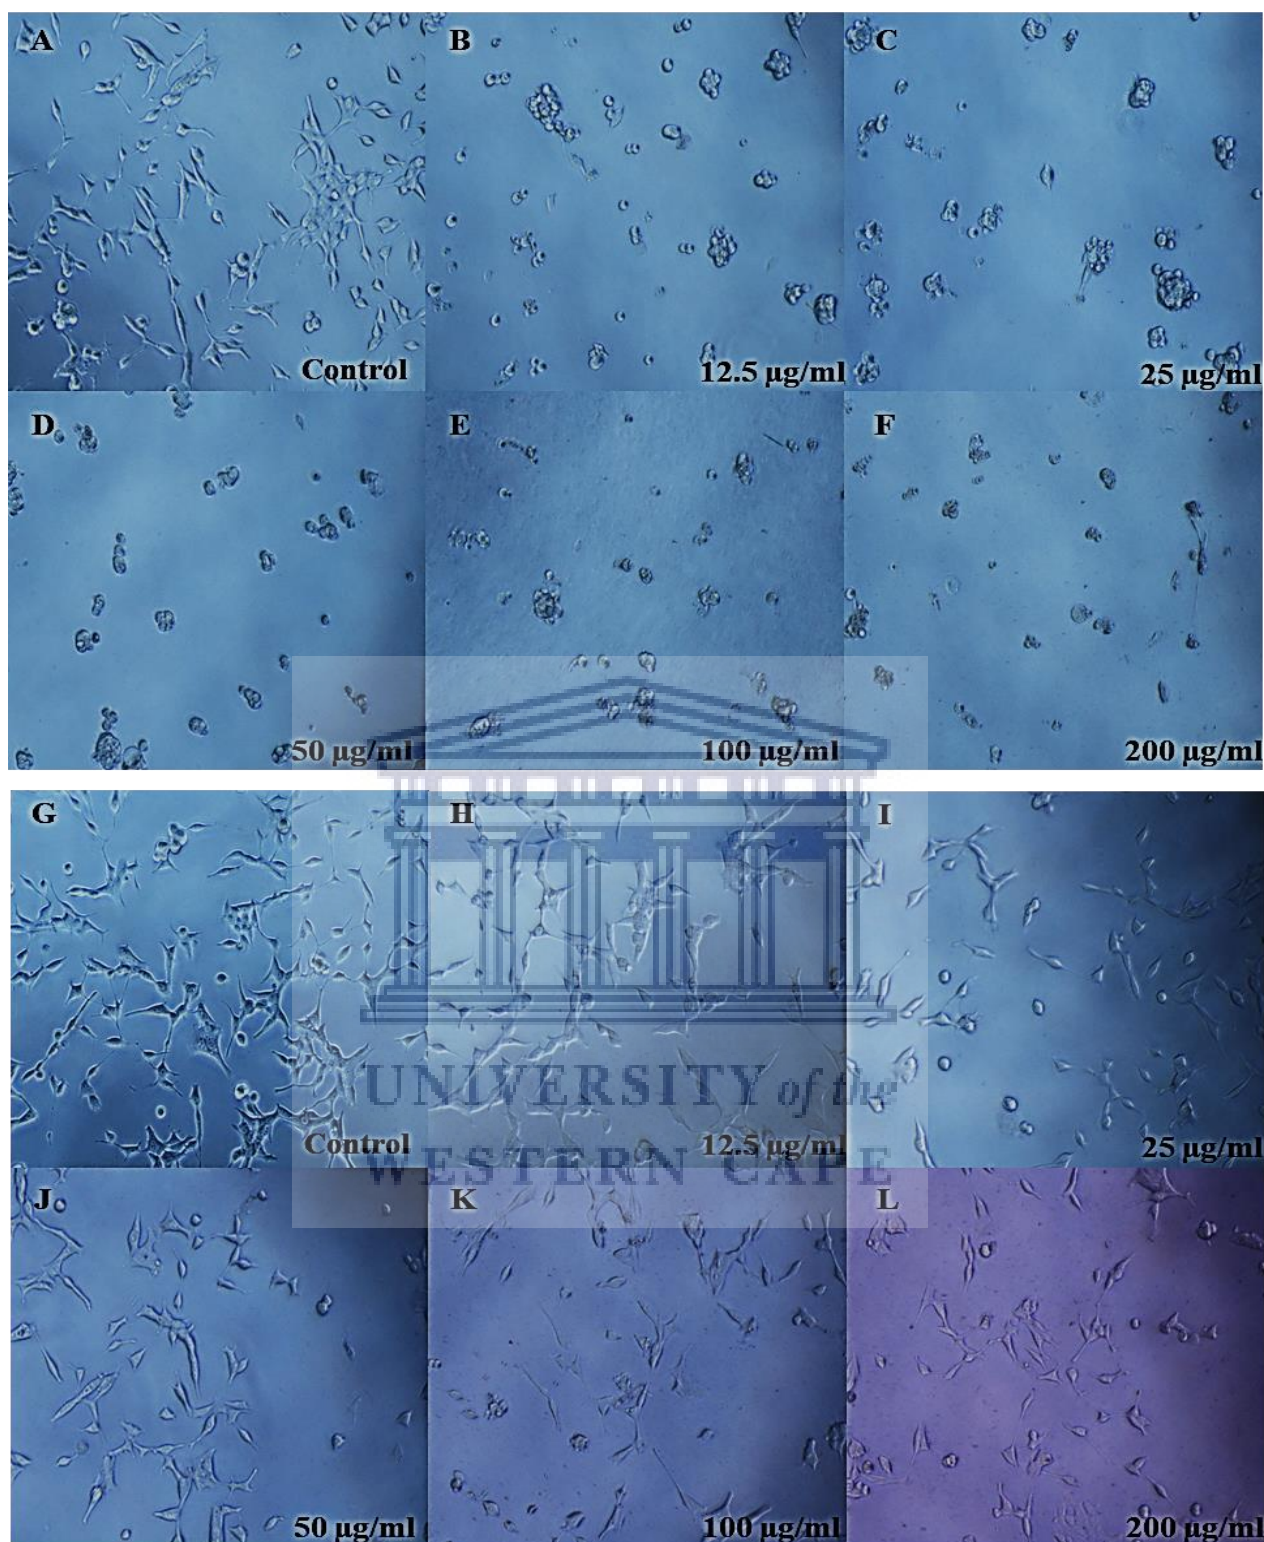 A B C
Control 12.5 µg/ml 25 µg/ml
D E F
50 µg/ml 100 µg/ml 200 µg/ml
G H I
UNIVERSITY of the
Control 12.5 µg/ml 25 µg/ml
WESTERN CAPE
J K L
50 µg/ml 100 µg/ml 200 µg/ml